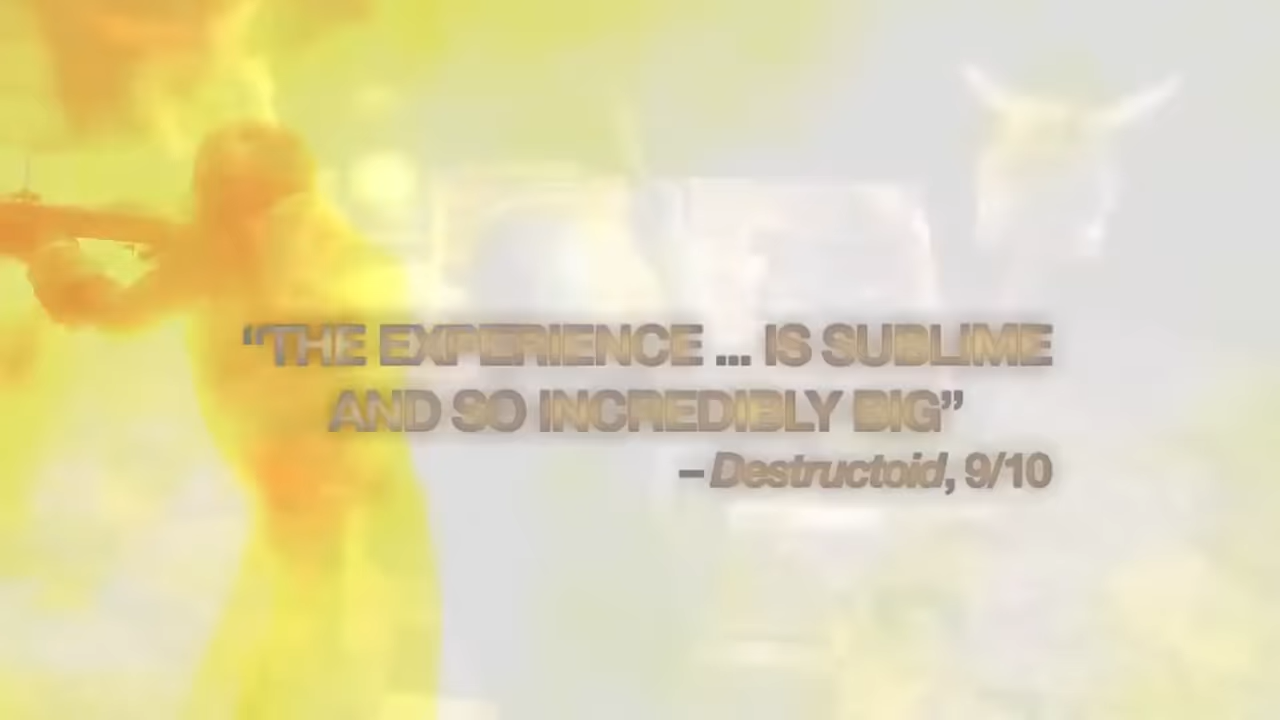 “THE EXPERIENCE ... IS SUBLIME
AND SO INCREDIBLY BIG”
– Destructoid, 9/10